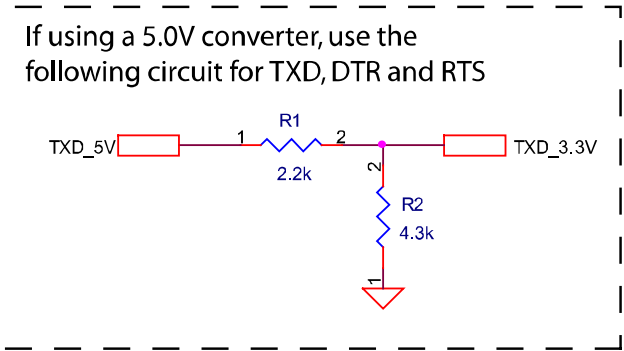 If using a 5.0V converter, use the
following circuit for TXD, DTR and RTS
R1
TXD_5V 1 2 TXD_3.3V
2.2k
2
R2
4.3k
1